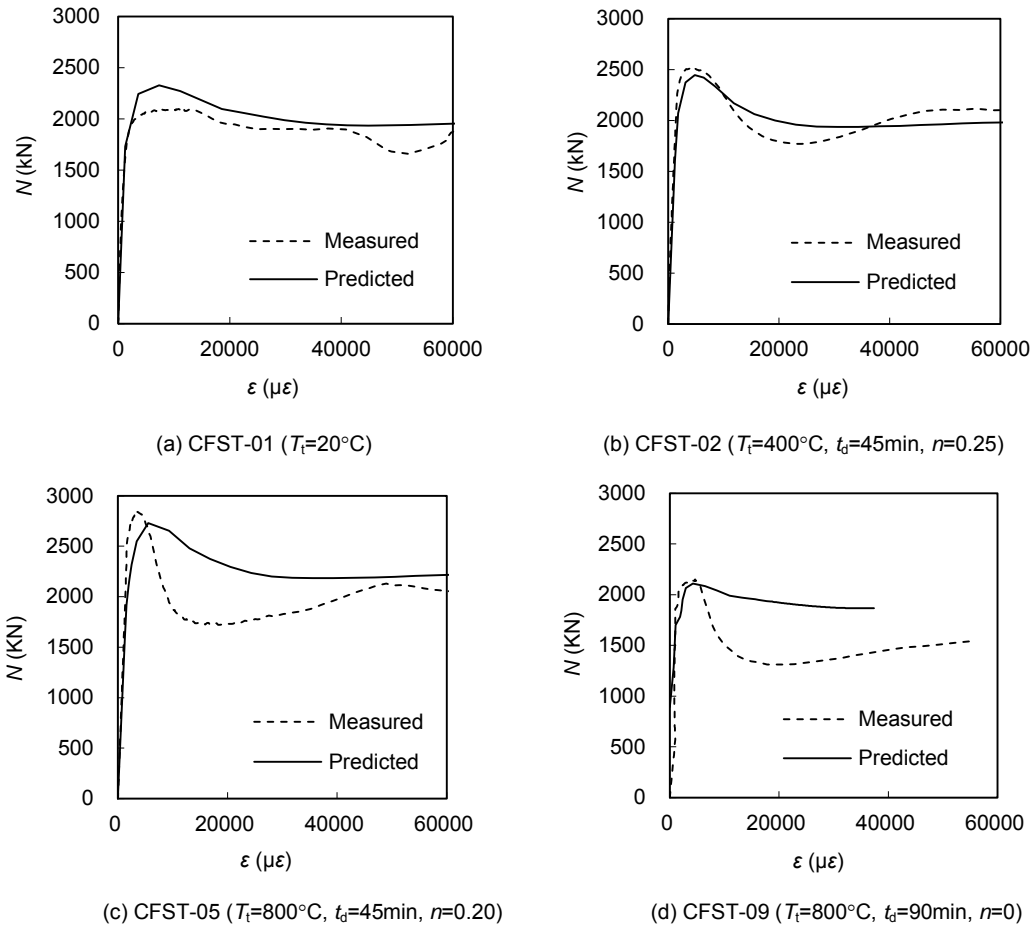 3000
2500
2000
1500
1000
500
0
N (kN)
Measured
Predicted
0 20000 40000 60000
ε (με)
(a) CFST-01 (Tt=20°C)
3000
2500
2000
1500
1000
500
0
N (kN)
Measured
Predicted
0 20000 40000 60000
ε (με)
(b) CFST-02 (Tt=400°C, td=45min, n=0.25)
3000
2500
2000
1500
1000
500
0
N (KN)
Measured
Predicted
0 20000 40000 60000
ε (με)
(c) CFST-05 (Tt=800°C, td=45min, n=0.20)
3000
2500
2000
1500
1000
500
0
N (KN)
Measured
Predicted
0 20000 40000 60000
ε (με)
(d) CFST-09 (Tt=800°C, td=90min, n=0)